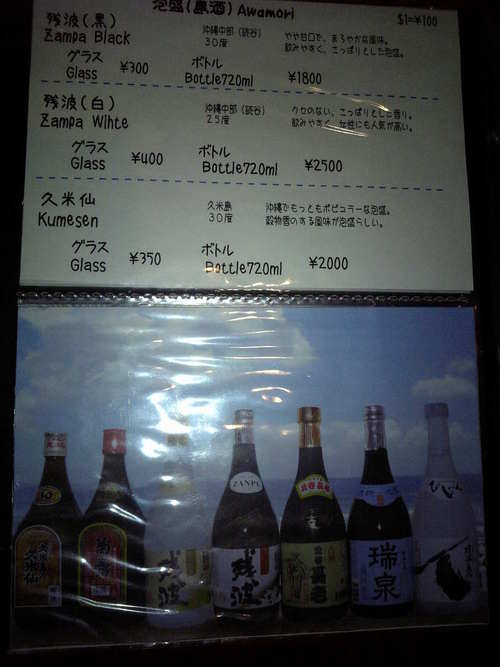 泡盛(島酒) Awamori
$1=¥100
残波(黒) 沖縄中部(読谷) やや甘口で、まろやかな風味。
Zampa Black 30度 飲みやすく、こっぱりとした泡盛。
グラス ボトル
Glass ¥300 Bottle720ml ¥1800
残波(白) 沖縄中部(読谷) クセのない、こっぱりとした香り。
Zampa Wihte 25度 飲みやすく、女性にも人気が高い。
グラス ボトル
Glass ¥400 Bottle720ml ¥2500
久米仙 久米島 沖縄でもっともポピュラーな泡盛。
Kumesen 30度 穀物香のする風味が泡盛らしい。
グラス ボトル
Glass ¥350 Bottle720ml ¥2000
久米仙
残波
ZANPA
残波
瑞泉